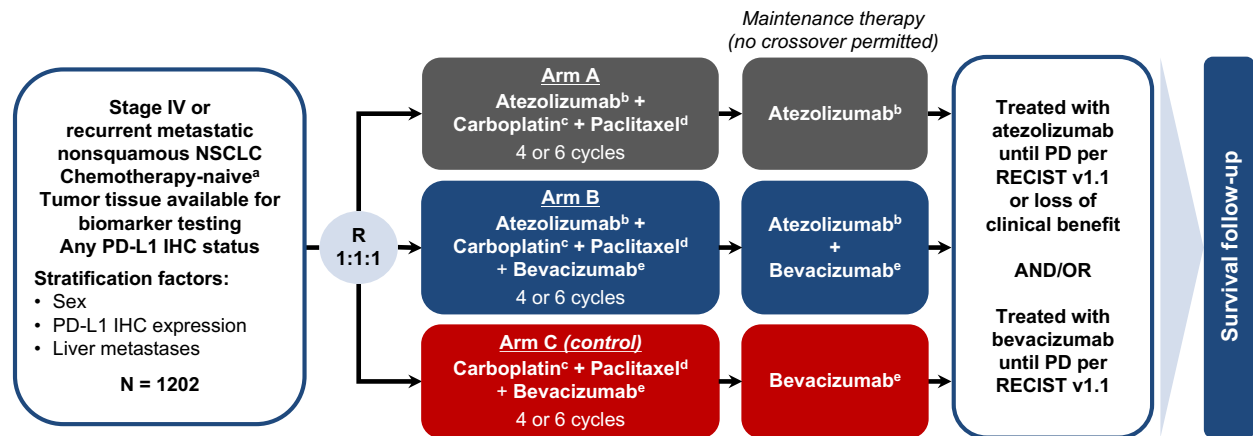 Stage IV or
recurrent metastatic
nonsquamous NSCLC
Chemotherapy-naiveᵃ
Tumor tissue available for
biomarker testing
Any PD-L1 IHC status
Stratification factors:
• Sex
• PD-L1 IHC expression
• Liver metastases
N = 1202
R
1:1:1
Arm A
Atezolizumabᵇ +
Carboplatinᶜ + Paclitaxelᵈ
4 or 6 cycles
Arm B
Atezolizumabᵇ +
Carboplatinᶜ + Paclitaxelᵈ
+ Bevacizumabᵉ
4 or 6 cycles
Arm C (control)
Carboplatinᶜ + Paclitaxelᵈ
+ Bevacizumabᵉ
4 or 6 cycles
Maintenance therapy
(no crossover permitted)
Atezolizumabᵇ
Atezolizumabᵇ
+
Bevacizumabᵉ
Bevacizumabᵉ
Treated with
atezolizumab
until PD per
RECIST v1.1
or loss of
clinical benefit
AND/OR
Treated with
bevacizumab
until PD per
RECIST v1.1
Survival follow-up